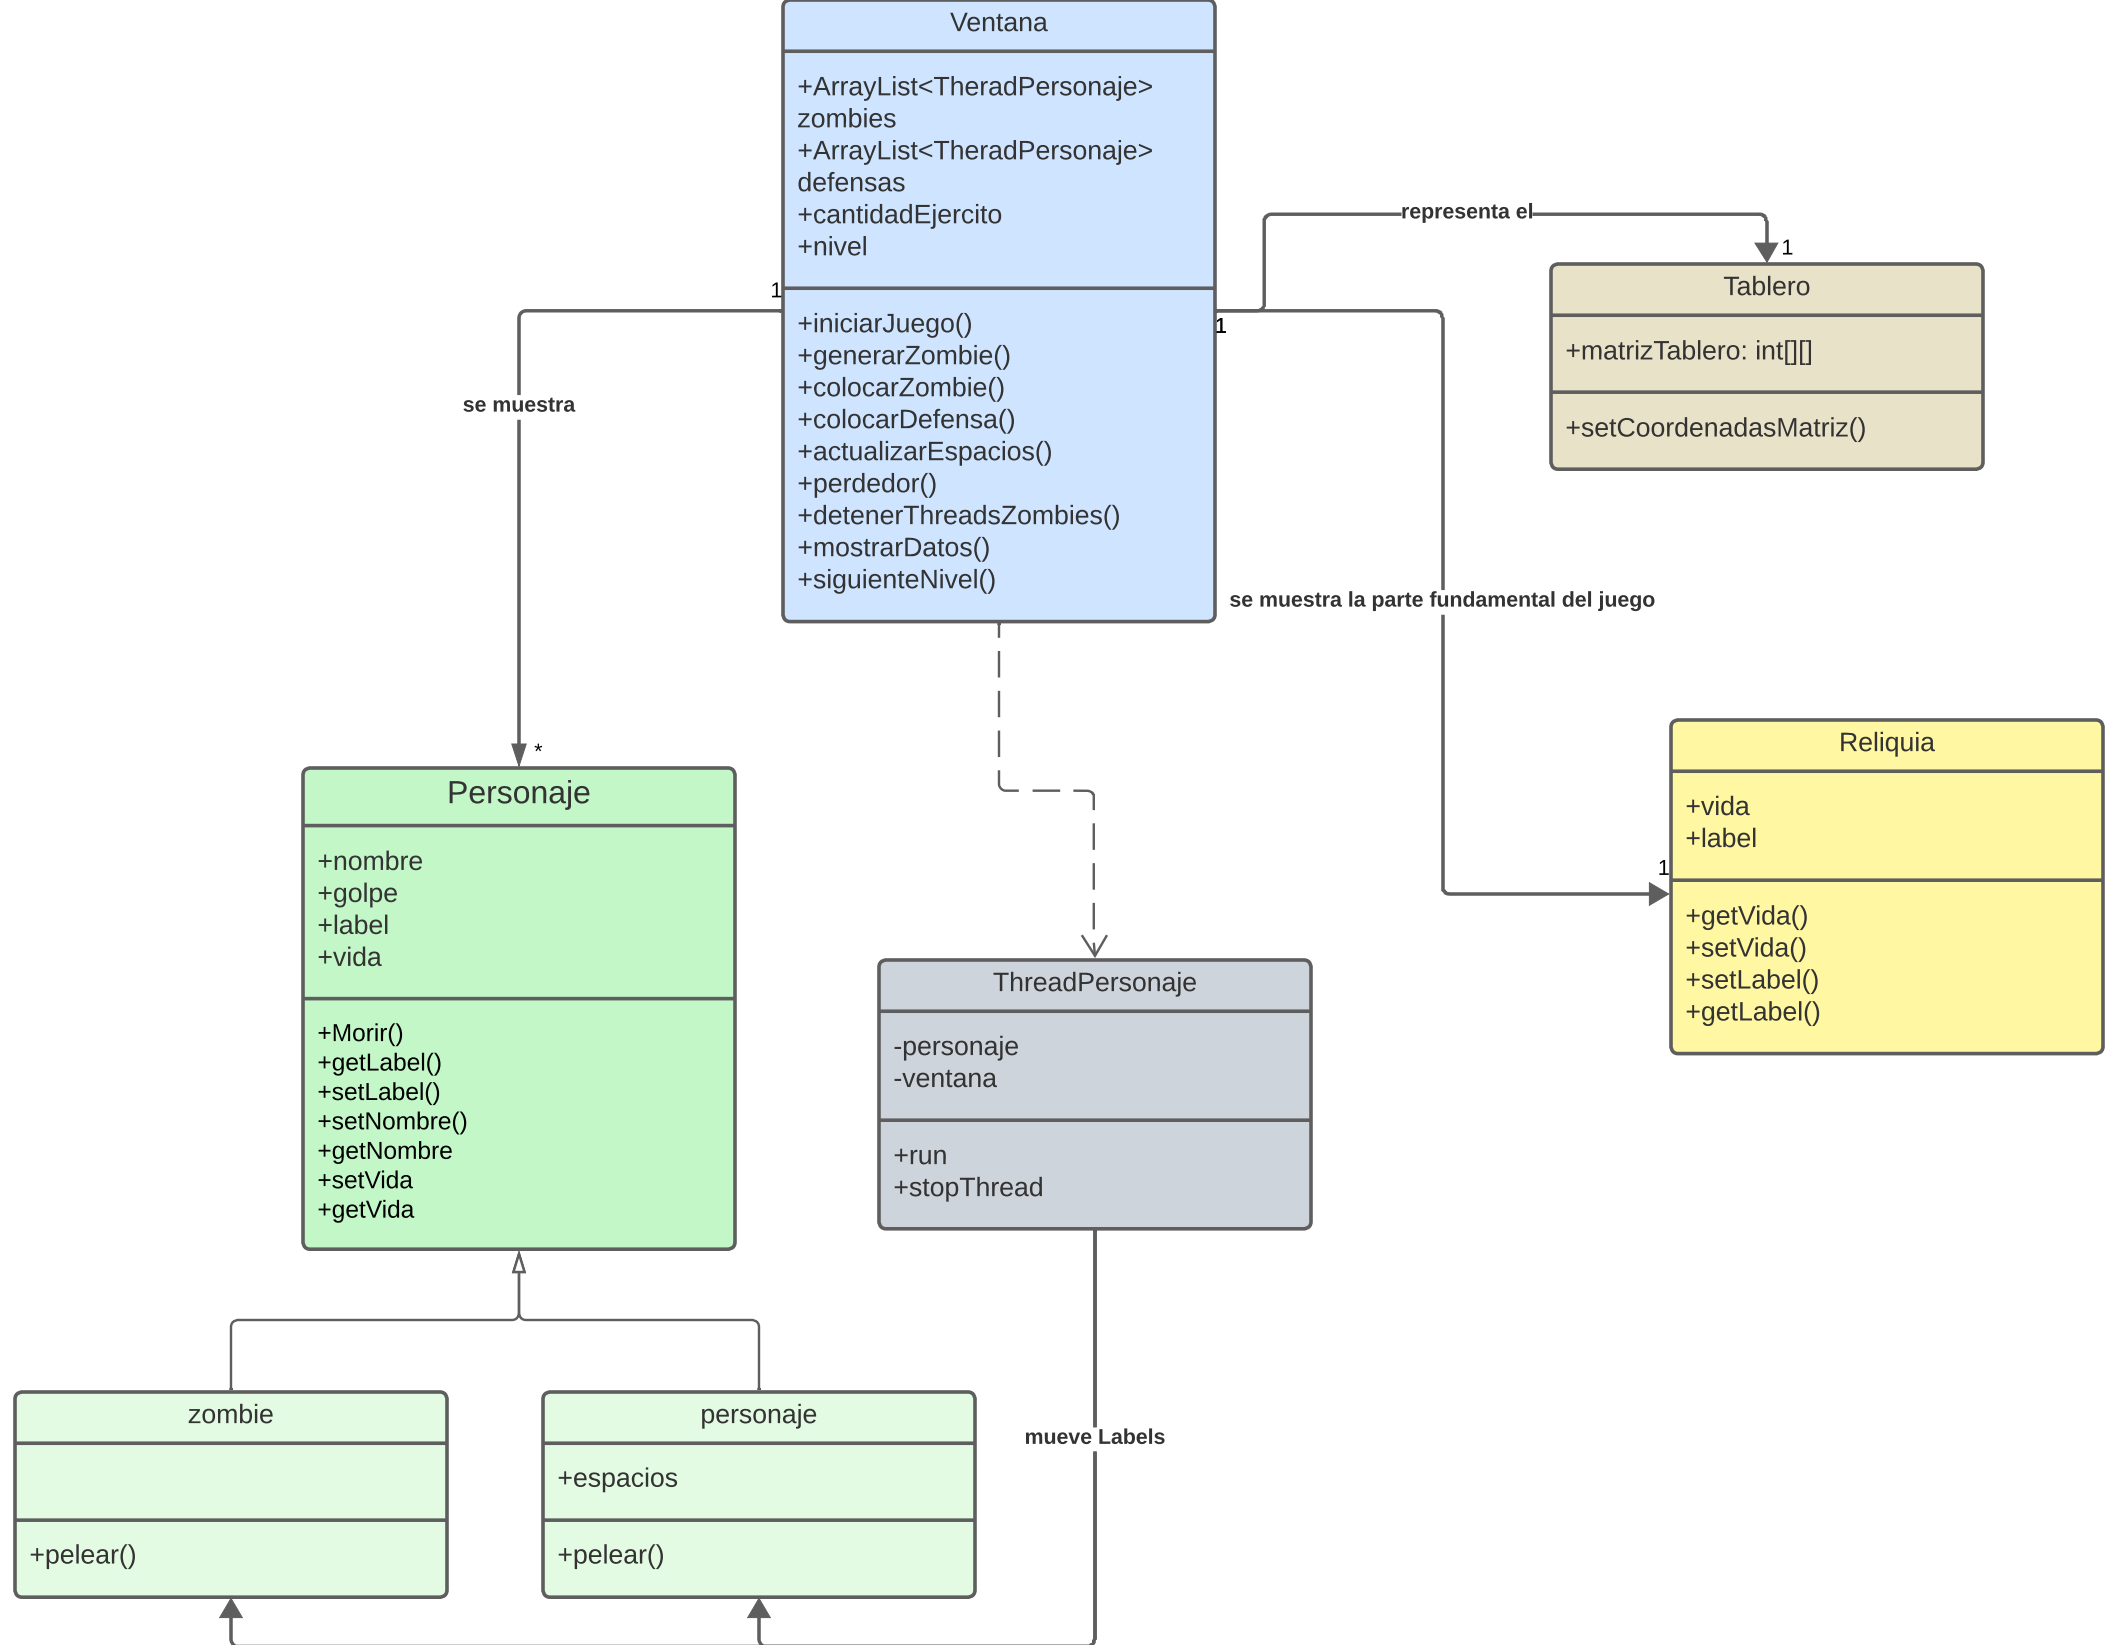 Ventana
+ArrayList<TheradPersonaje>
zombies
+ArrayList<TheradPersonaje>
defensas
+cantidadEjercito
+nivel
+iniciarJuego()
+generarZombie()
+colocarZombie()
+colocarDefensa()
+actualizarEspacios()
+perdedor()
+detenerThreadsZombies()
+mostrarDatos()
+siguienteNivel()
1
se muestra
*
1
representa el
1
Tablero
+matrizTablero: int[][]
+setCoordenadasMatriz()
se muestra la parte fundamental del juego
1
Reliquia
+vida
+label
+getVida()
+setVida()
+setLabel()
+getLabel()
Personaje
+nombre
+golpe
+label
+vida
+Morir()
+getLabel()
+setLabel()
+setNombre()
+getNombre
+setVida
+getVida
ThreadPersonaje
-personaje
-ventana
+run
+stopThread
mueve Labels
zombie
+pelear()
personaje
+espacios
+pelear()